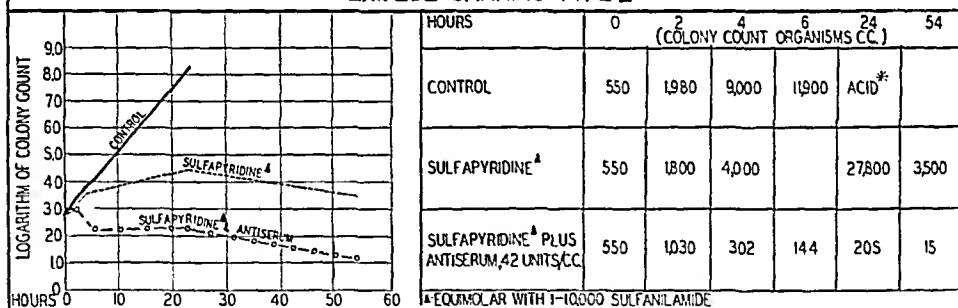 HOURS 0 2 4 6 24 54
(COLONY COUNT ORGANISMS CC.)
CONTROL 550 1,980 9,000 11,900 ACID*
SULFAPYRIDINE▲ 550 1,800 4,000 27,800 3,500
SULFAPYRIDINE▲ PLUS
ANTISERUM, 42 UNITS/CC. 550 1,030 302 144 205 15
▲-EQUIMOLAR WITH 1-10,000 SULFANILAMIDE
LOGARITHM OF COLONY COUNT
9.0
8.0
7.0
6.0
5.0
4.0
3.0
2.0
1.0
CONTROL
SULFAPYRIDINE▲
SULFAPYRIDINE▲ ANTISERUM
HOURS 0 10 20 30 40 50 60